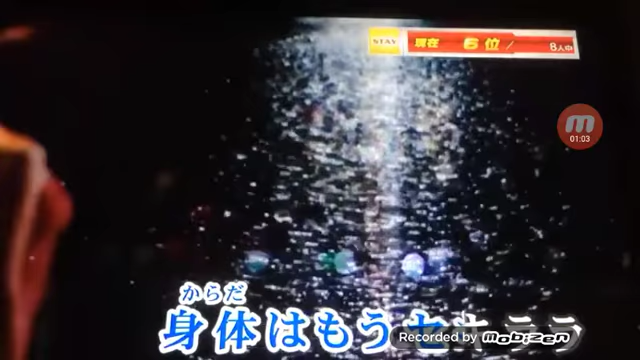 STAY
現在 6位/ 8人中
01:03
からだ
身体はもう
Recorded by MOBIZEN